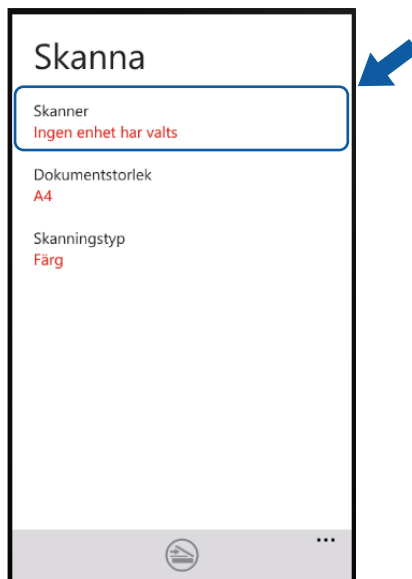 Skanna
Skanner
Ingen enhet har valts
Dokumentstorlek
A4
Skanningstyp
Färg